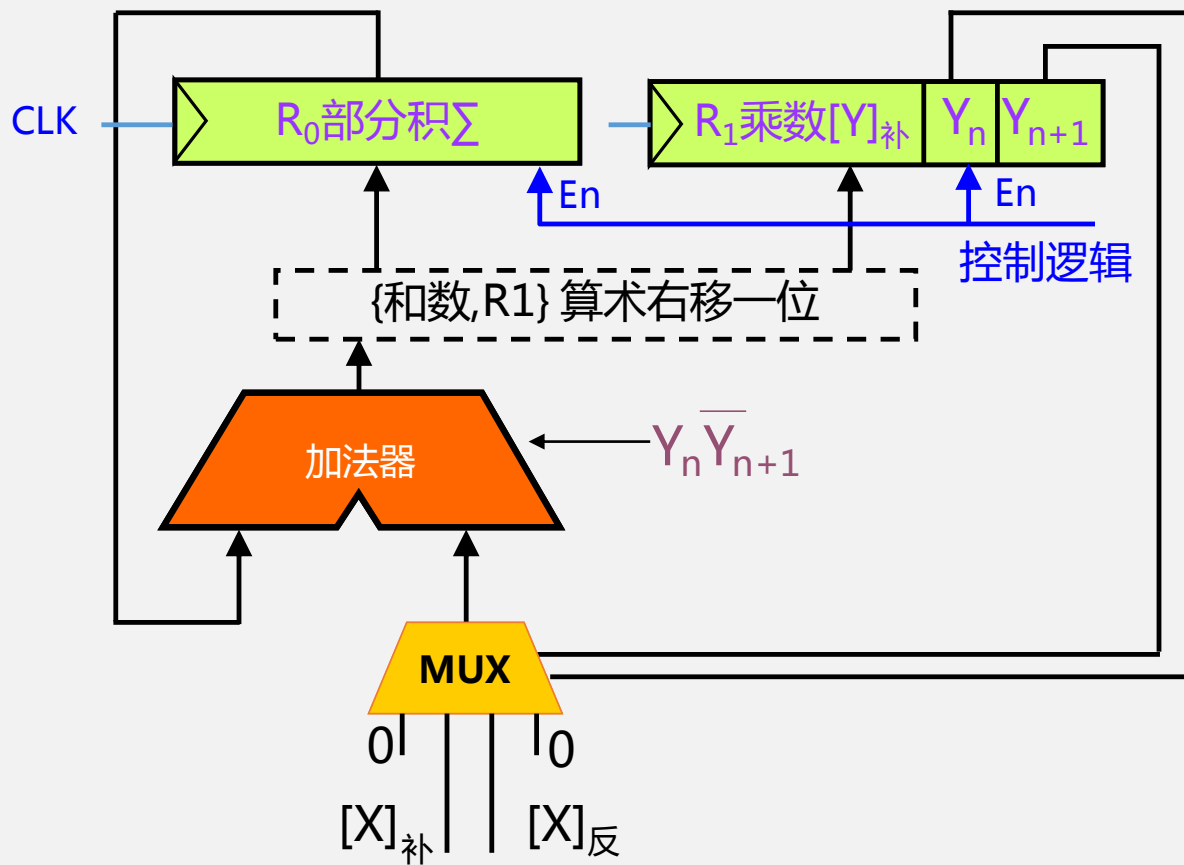 CLK
R₀部分积∑
R₁乘数[Y]补
Yₙ
Yₙ₊₁
En
En
控制逻辑
{和数,R1} 算术右移一位
加法器
YₙY̅ₙ₊₁
MUX
0
0
[X]补
[X]反